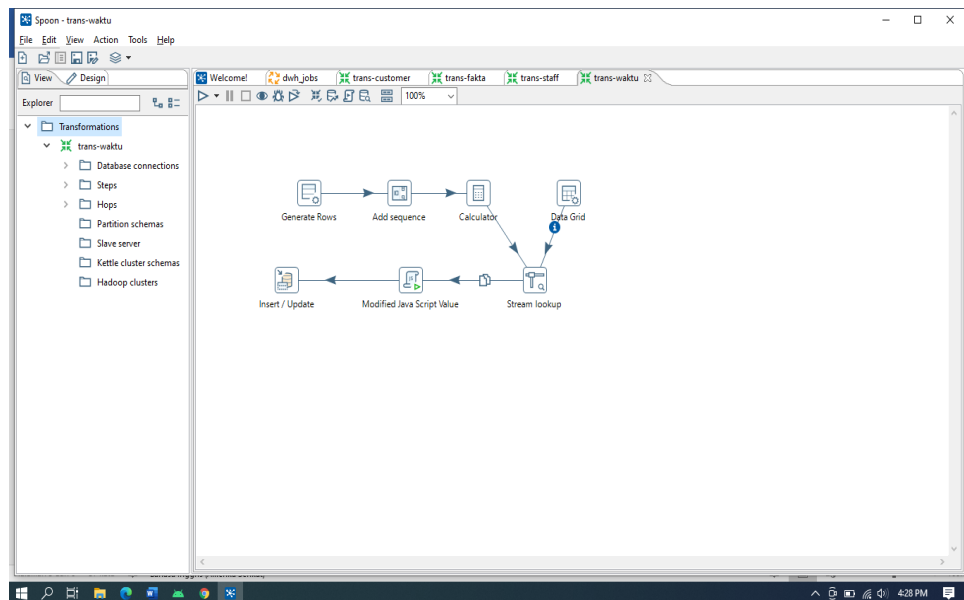 Spoon - trans-waktu
File Edit View Action Tools Help
View Design
Welcome! dwh_jobs trans-customer trans-fakta trans-staff trans-waktu
Explorer
100%
Transformations
trans-waktu
Database connections
Steps
Hops
Partition schemas
Slave server
Kettle cluster schemas
Hadoop clusters
Generate Rows Add sequence Calculator Data Grid
Insert / Update Modified Java Script Value Stream lookup
4:28 PM